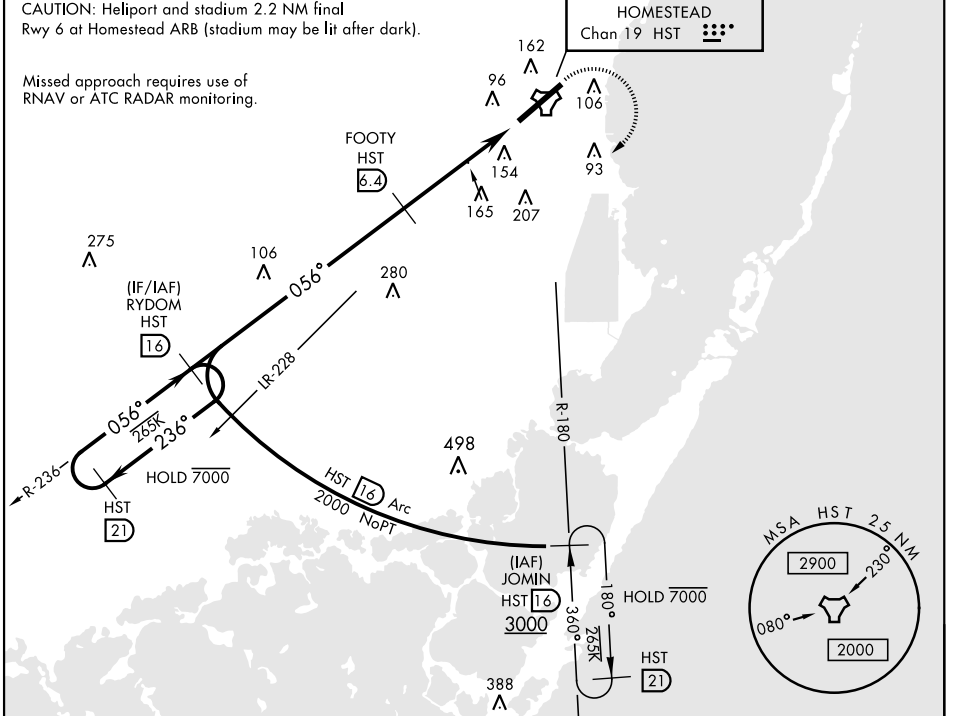 CAUTION: Heliport and stadium 2.2 NM final
Rwy 6 at Homestead ARB (stadium may be lit after dark).
HOMESTEAD
Chan 19 HST
Missed approach requires use of
RNAV or ATC RADAR monitoring.
162
96
106
FOOTY
HST
6.4
154
93
165
207
275
106
280
056°
(IF/IAF)
RYDOM
HST
16
LR-228
R-180
056°
265K
236°
R-236
HOLD 7000
HST
21
498
HST 16 Arc
2000 NoPT
(IAF)
JOMIN
HST 16
3000
360°
265K
180°
HOLD 7000
HST
21
388
MSA HST 25 NM
2900
230°
080°
2000